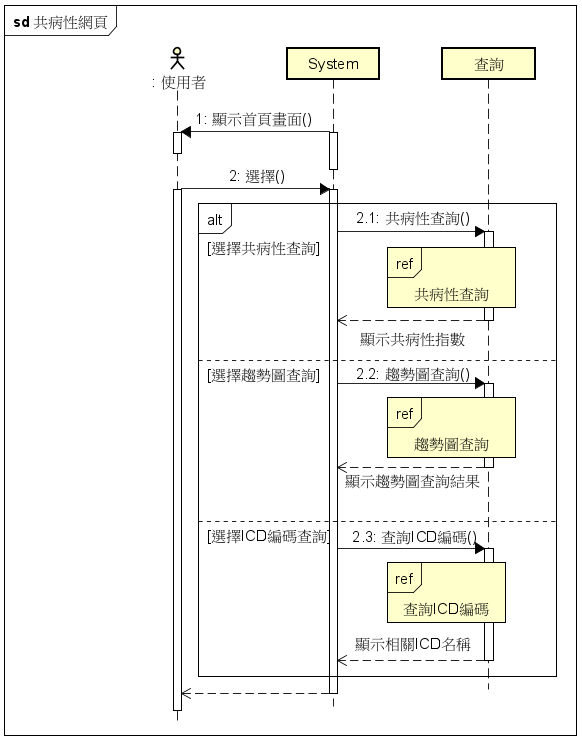 sd 共病性網頁
: 使用者
System
查詢
1: 顯示首頁畫面()
2: 選擇()
alt
2.1: 共病性查詢()
[選擇共病性查詢]
ref
共病性查詢
顯示共病性指數
[選擇趨勢圖查詢]
2.2: 趨勢圖查詢()
ref
趨勢圖查詢
顯示趨勢圖查詢結果
[選擇ICD編碼查詢]
2.3: 查詢ICD編碼()
ref
查詢ICD編碼
顯示相關ICD名稱